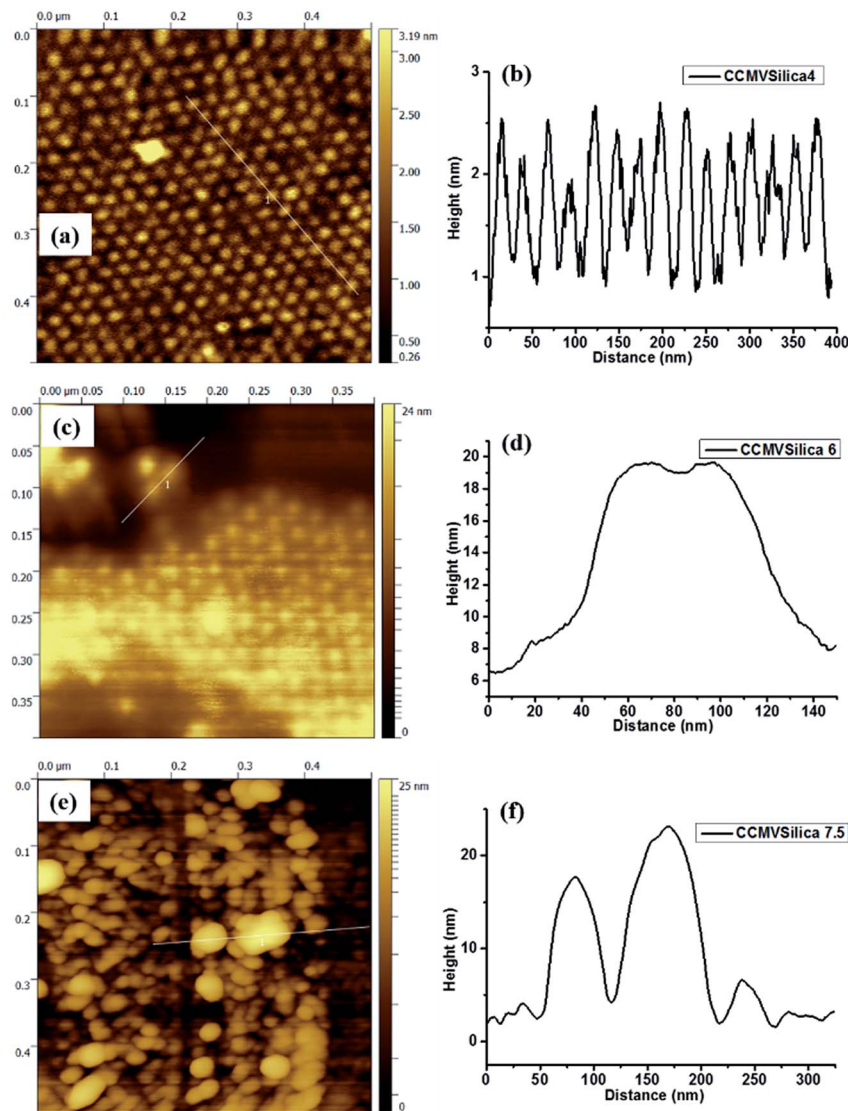 0.0 µm 0.1 0.2 0.3 0.4
0.0
0.1
0.2
0.3
0.4
1
(a)
3.19 nm
3.00
2.50
2.00
1.50
1.00
0.50
0.26
(b)
CCMVSilica4
Height (nm)
3
2
1
0 50 100 150 200 250 300 350 400
Distance (nm)
0.00 µm 0.05 0.10 0.15 0.20 0.25 0.30 0.35
0.00
0.05
0.10
0.15
0.20
0.25
0.30
0.35
1
(c)
24 nm
0
(d)
CCMVSilica 6
Height (nm)
20
18
16
14
12
10
8
6
0 20 40 60 80 100 120 140
Distance (nm)
0.0 µm 0.1 0.2 0.3 0.4
0.0
0.1
0.2
0.3
0.4
1
(e)
25 nm
0
(f)
CCMVSilica 7.5
Height (nm)
20
10
0
0 50 100 150 200 250 300
Distance (nm)